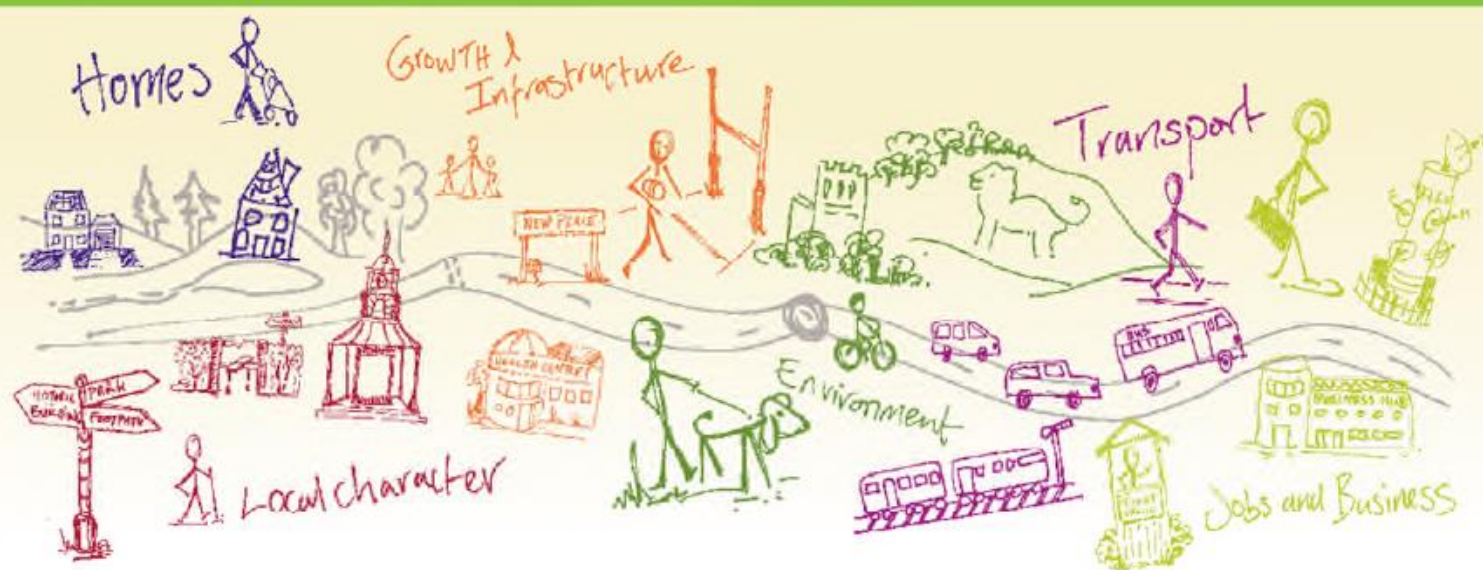 Homes
Growth &
Infrastructure
Transport
NEW PLACE
BUS
HEALTH CENTRE
PARK
HISTORIC
BUILDING
FOOTPATH
Environment
BUSINESS HUB
Local character
Jobs and Business